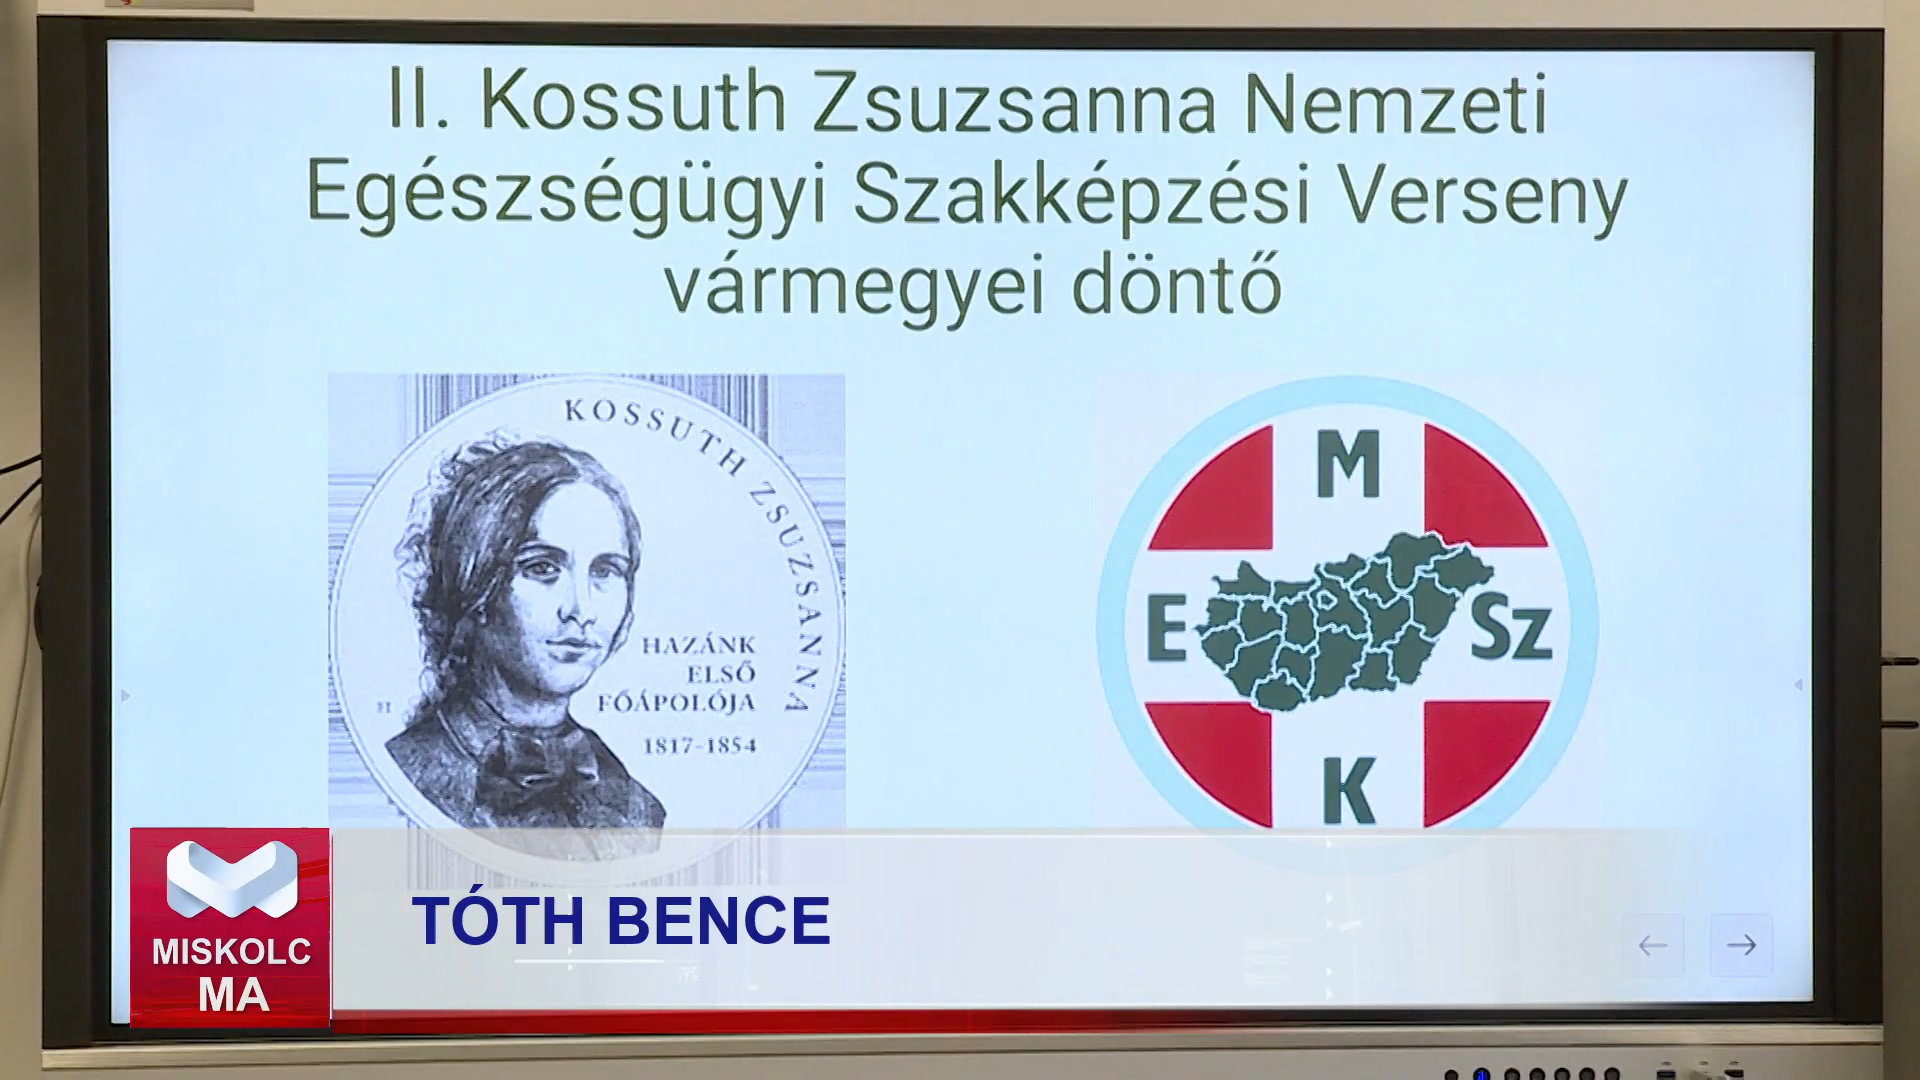 II. Kossuth Zsuzsanna Nemzeti
Egészségügyi Szakképzési Verseny
vármegyei döntő
KOSSUTH ZSUZSANNA
HAZÁNK
ELSŐ
FŐÁPOLÓJA
1817-1854
M
E Sz
K
TÓTH BENCE
MISKOLC
MA